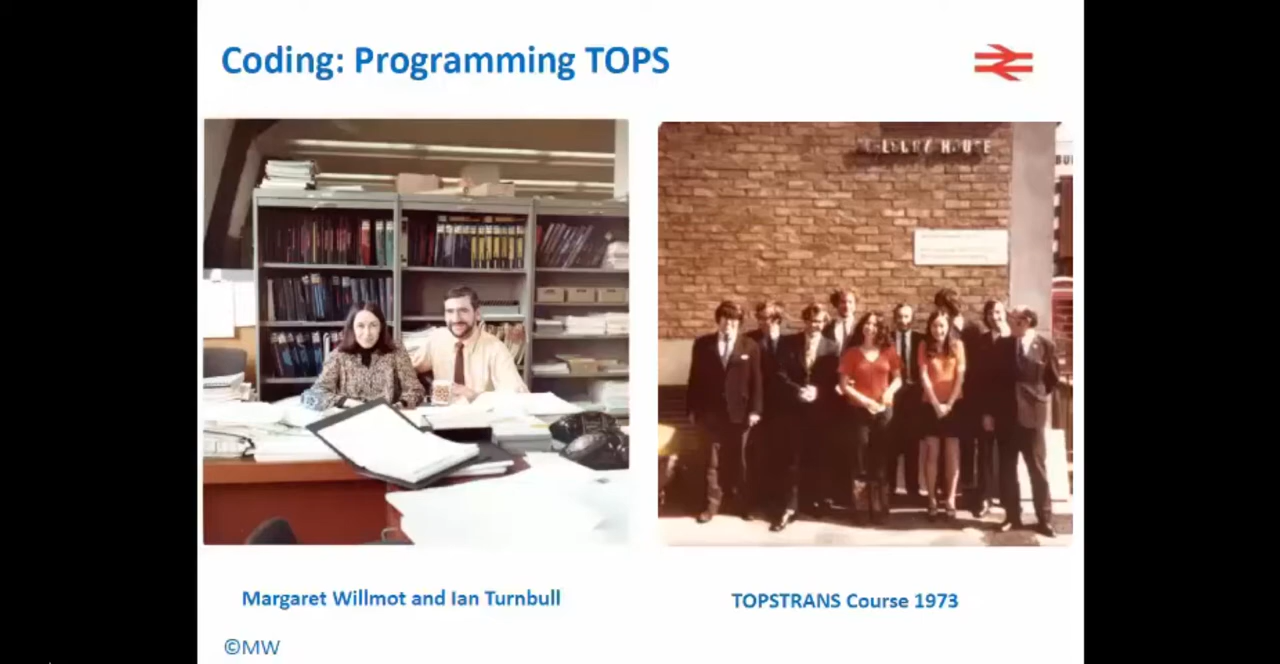 Coding: Programming TOPS
Margaret Willmot and Ian Turnbull
TOPSTRANS Course 1973
©MW